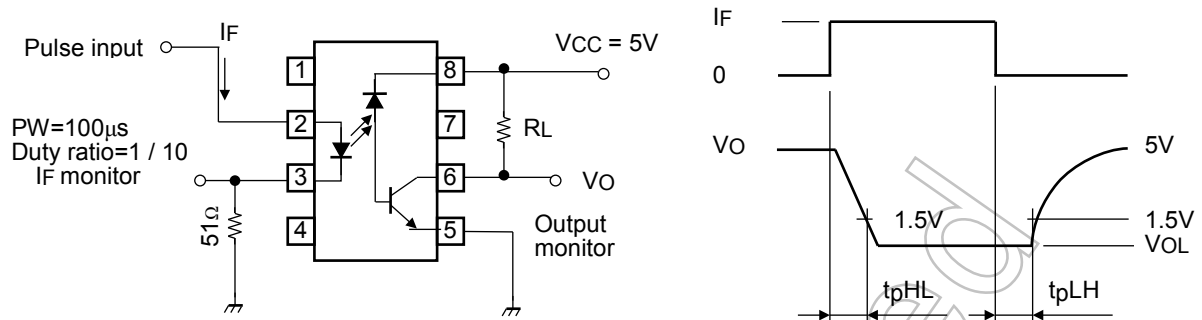 IF
Pulse input
VCC = 5V
1
8
2
7
PW=100μs
Duty ratio=1 / 10
IF monitor
RL
3
6
VO
51Ω
4
5
Output
monitor
IF
0
VO
5V
1.5V
1.5V
VOL
tpHL
tpLH